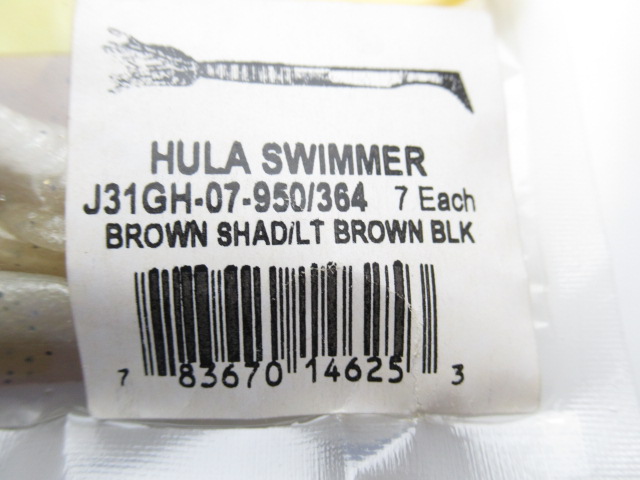 HULA SWIMMER
J31GH-07-950/364 7 Each
BROWN SHAD/LT BROWN BLK
7 83670 14625 3